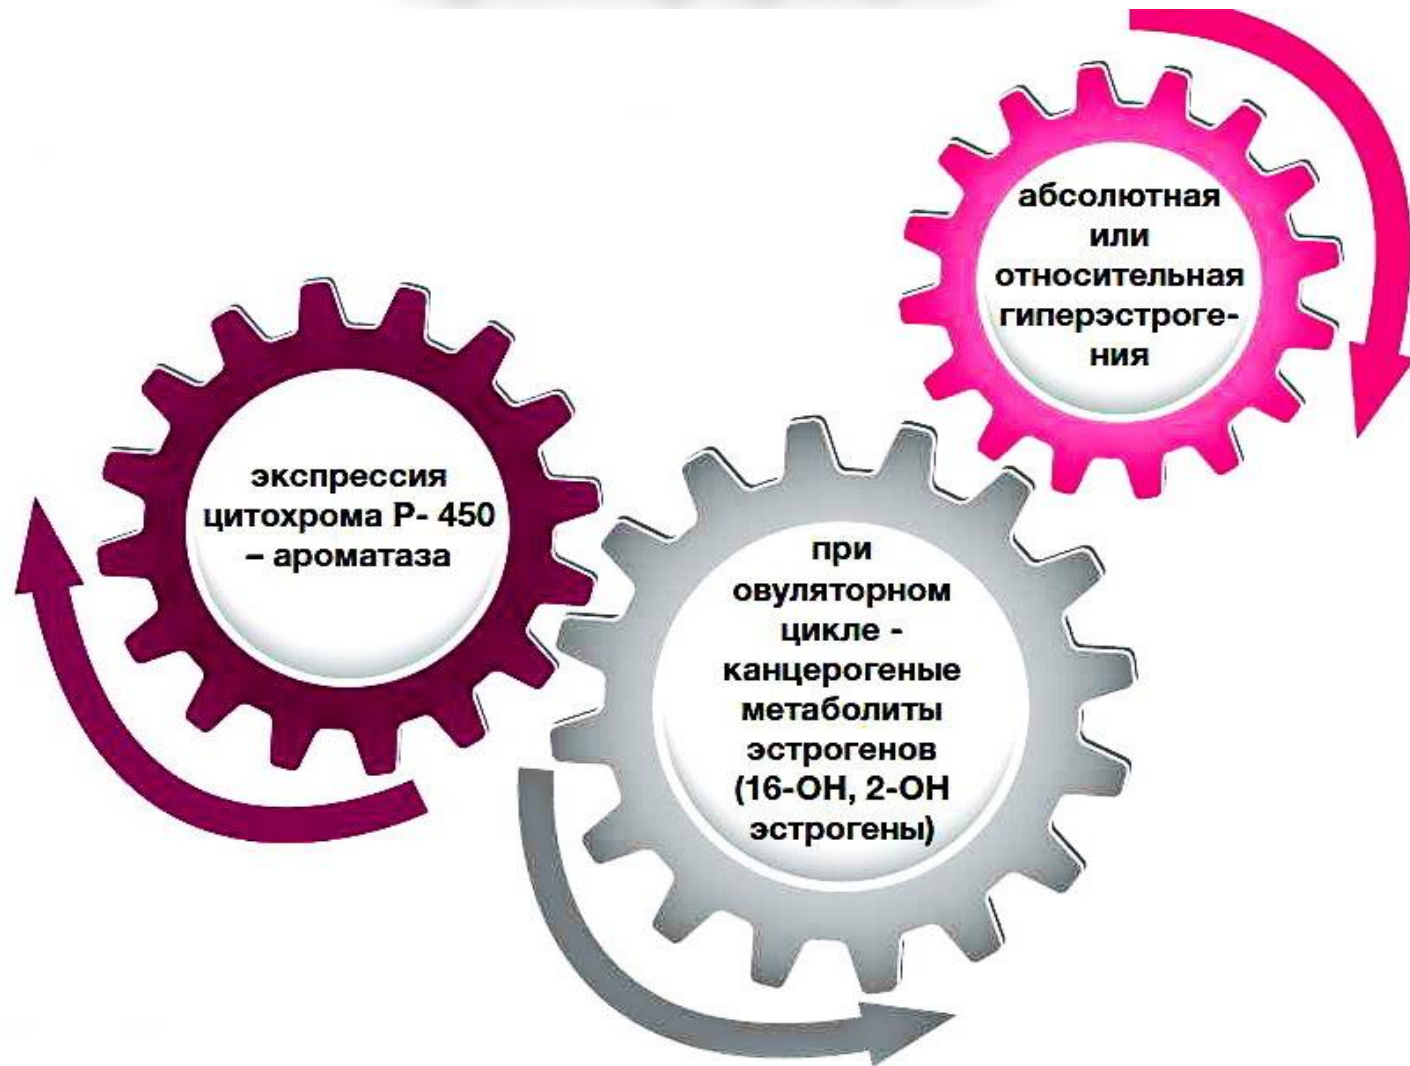 абсолютная
или
относительная
гиперэстроге-
ния
экспрессия
цитохрома Р- 450
– ароматаза
при
овуляторном
цикле -
канцерогеные
метаболиты
эстрогенов
(16-ОН, 2-ОН
эстрогены)